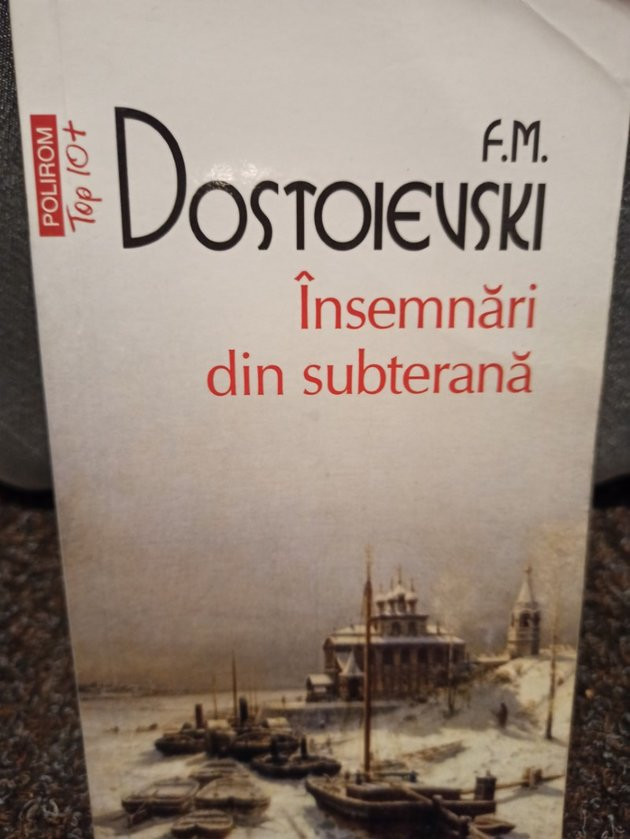 POLIROM
Top 10+
F.M.
DOSTOIEVSKI
Însemnări
din subterană